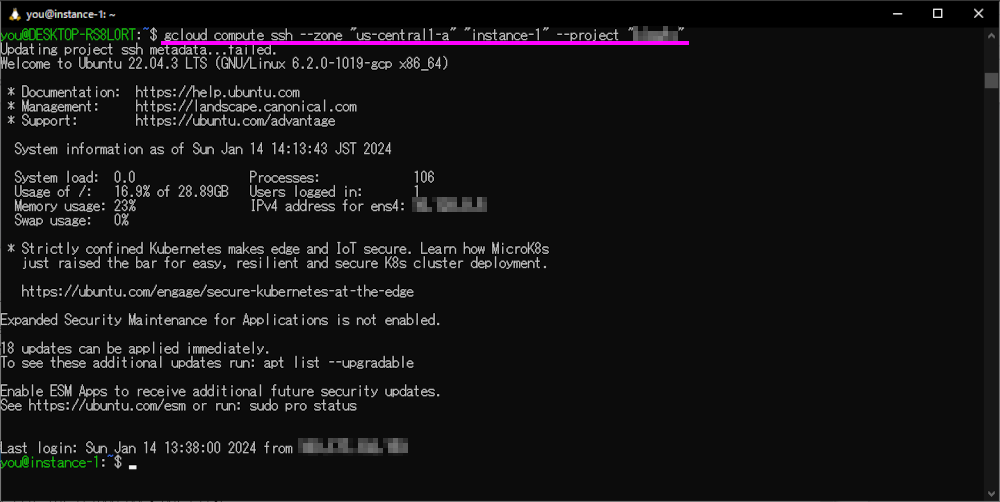 you@instance-1: ~
you@DESKTOP-RS8L0RT:~$ gcloud compute ssh --zone "us-central1-a" "instance-1" --project " "
Updating project ssh metadata...failed.
Welcome to Ubuntu 22.04.3 LTS (GNU/Linux 6.2.0-1019-gcp x86_64)
* Documentation:  https://help.ubuntu.com
* Management:     https://landscape.canonical.com
* Support:        https://ubuntu.com/advantage
System information as of Sun Jan 14 14:13:43 JST 2024
System load:  0.0                Processes:             106
Usage of /:   16.9% of 28.89GB   Users logged in:       1
Memory usage: 23%                IPv4 address for ens4:
Swap usage:   0%
* Strictly confined Kubernetes makes edge and IoT secure. Learn how MicroK8s
just raised the bar for easy, resilient and secure K8s cluster deployment.
https://ubuntu.com/engage/secure-kubernetes-at-the-edge
Expanded Security Maintenance for Applications is not enabled.
18 updates can be applied immediately.
To see these additional updates run: apt list --upgradable
Enable ESM Apps to receive additional future security updates.
See https://ubuntu.com/esm or run: sudo pro status
Last login: Sun Jan 14 13:38:00 2024 from
you@instance-1:~$